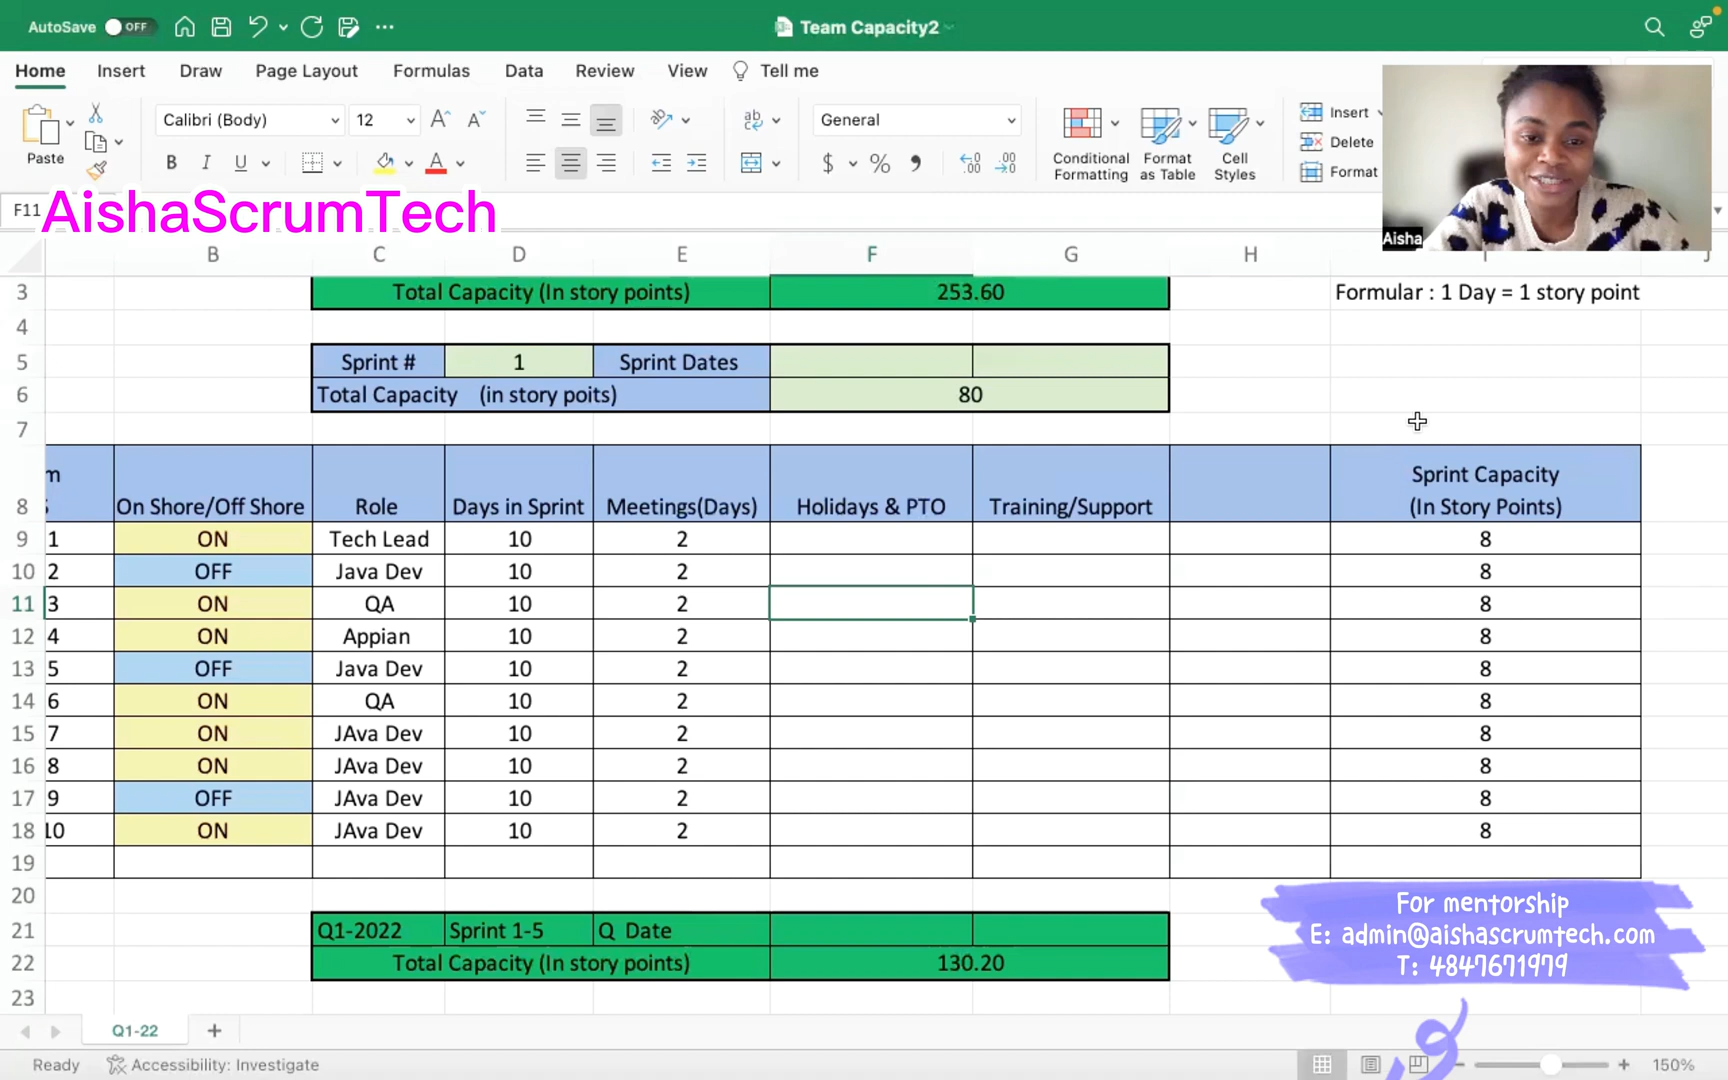 AutoSave OFF
Team Capacity2
Home Insert Draw Page Layout Formulas Data Review View Tell me
Calibri (Body) 12 A^ A˅ General Insert
Paste Conditional Formatting Format as Table Cell Styles Delete
B I U A $ % Format
F11
AishaScrumTech
Aisha
B C D E F G H J
3 Total Capacity (In story points) 253.60 Formular : 1 Day = 1 story point
4
5 Sprint # 1 Sprint Dates
6 Total Capacity (in story poits) 80
7
m Sprint Capacity
8 On Shore/Off Shore Role Days in Sprint Meetings(Days) Holidays & PTO Training/Support (In Story Points)
9 1 ON Tech Lead 10 2 8
10 2 OFF Java Dev 10 2 8
11 3 ON QA 10 2 8
12 4 ON Appian 10 2 8
13 5 OFF Java Dev 10 2 8
14 6 ON QA 10 2 8
15 7 ON JAva Dev 10 2 8
16 8 ON JAva Dev 10 2 8
17 9 OFF JAva Dev 10 2 8
18 10 ON JAva Dev 10 2 8
19
20
21 Q1-2022 Sprint 1-5 Q Date
22 Total Capacity (In story points) 130.20
23
For mentorship
E: admin@aishascrumtech.com
T: 4847671979
Q1-22
Ready Accessibility: Investigate 150%